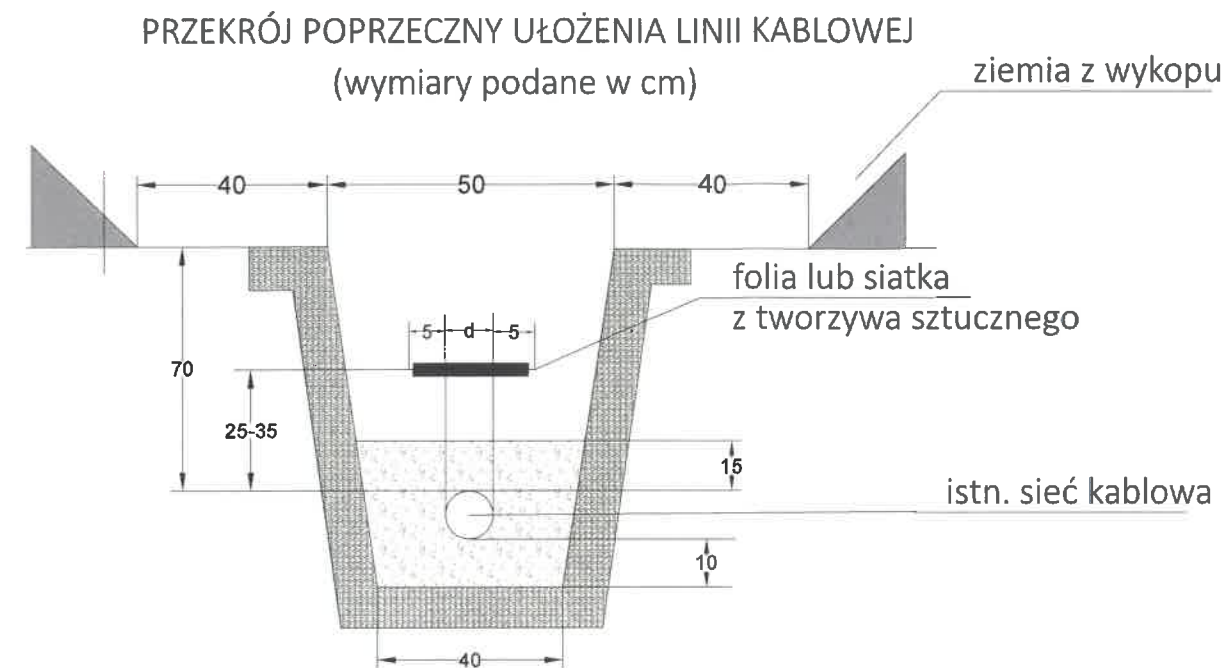 PRZEKRÓJ POPRZECZNY UŁOŻENIA LINII KABLOWEJ
(wymiary podane w cm)
ziemia z wykopu
40
50
40
folia lub siatka
z tworzywa sztucznego
5
d
5
70
25-35
15
istn. sieć kablowa
10
40